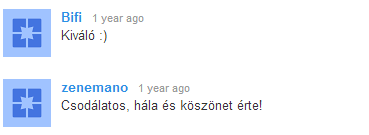 Bifi 1 year ago
Kiváló :)
zenemano 1 year ago
Csodálatos, hála és köszönet érte!